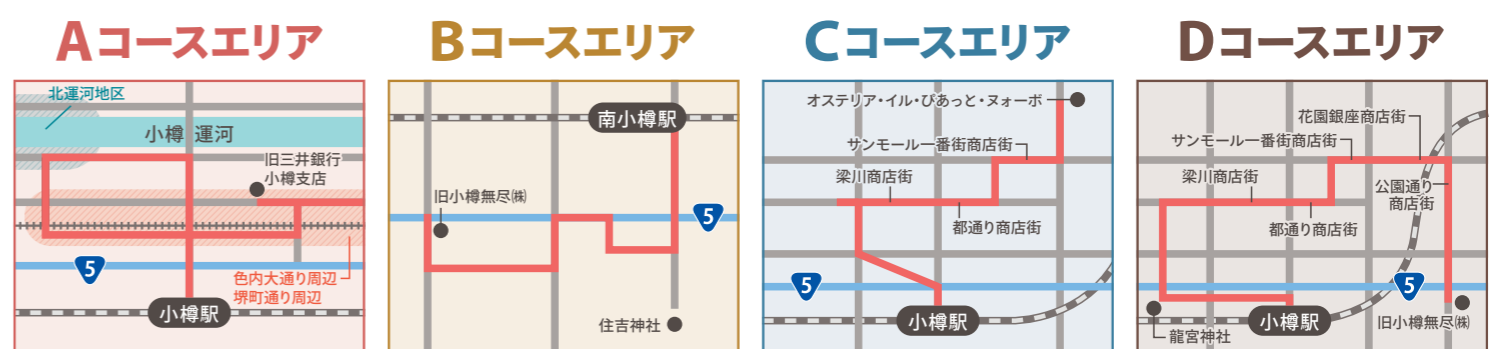 Aコースエリア
北運河地区
小樽 運河
旧三井銀行
小樽支店
5
色内大通り周辺
堺町通り周辺
小樽駅
Bコースエリア
南小樽駅
旧小樽無尽㈱
5
住吉神社
Cコースエリア
オステリア・イル・ぴあっと・ヌォーボ
サンモール一番街商店街
梁川商店街
都通り商店街
5
小樽駅
Dコースエリア
花園銀座商店街
サンモール一番街商店街
梁川商店街
公園通り
商店街
都通り商店街
5
小樽駅
旧小樽無尽㈱
龍宮神社